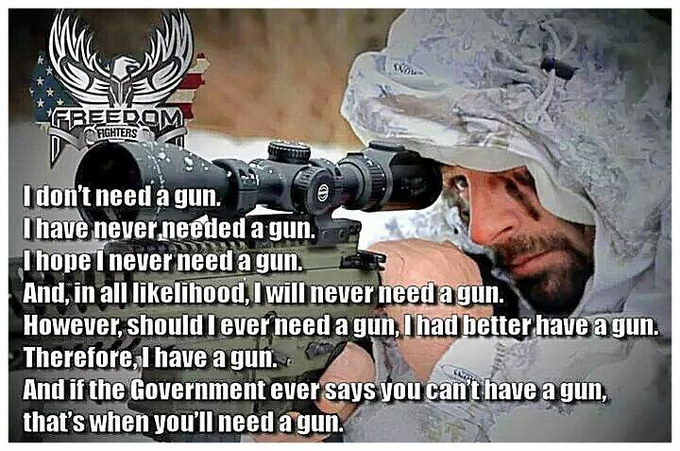 FREEDOM
FIGHTERS
I don't need a gun.
I have never needed a gun.
I hope I never need a gun.
And, in all likelihood, I will never need a gun.
However, should I ever need a gun, I had better have a gun.
Therefore, I have a gun.
And if the Government ever says you can't have a gun,
that's when you'll need a gun.